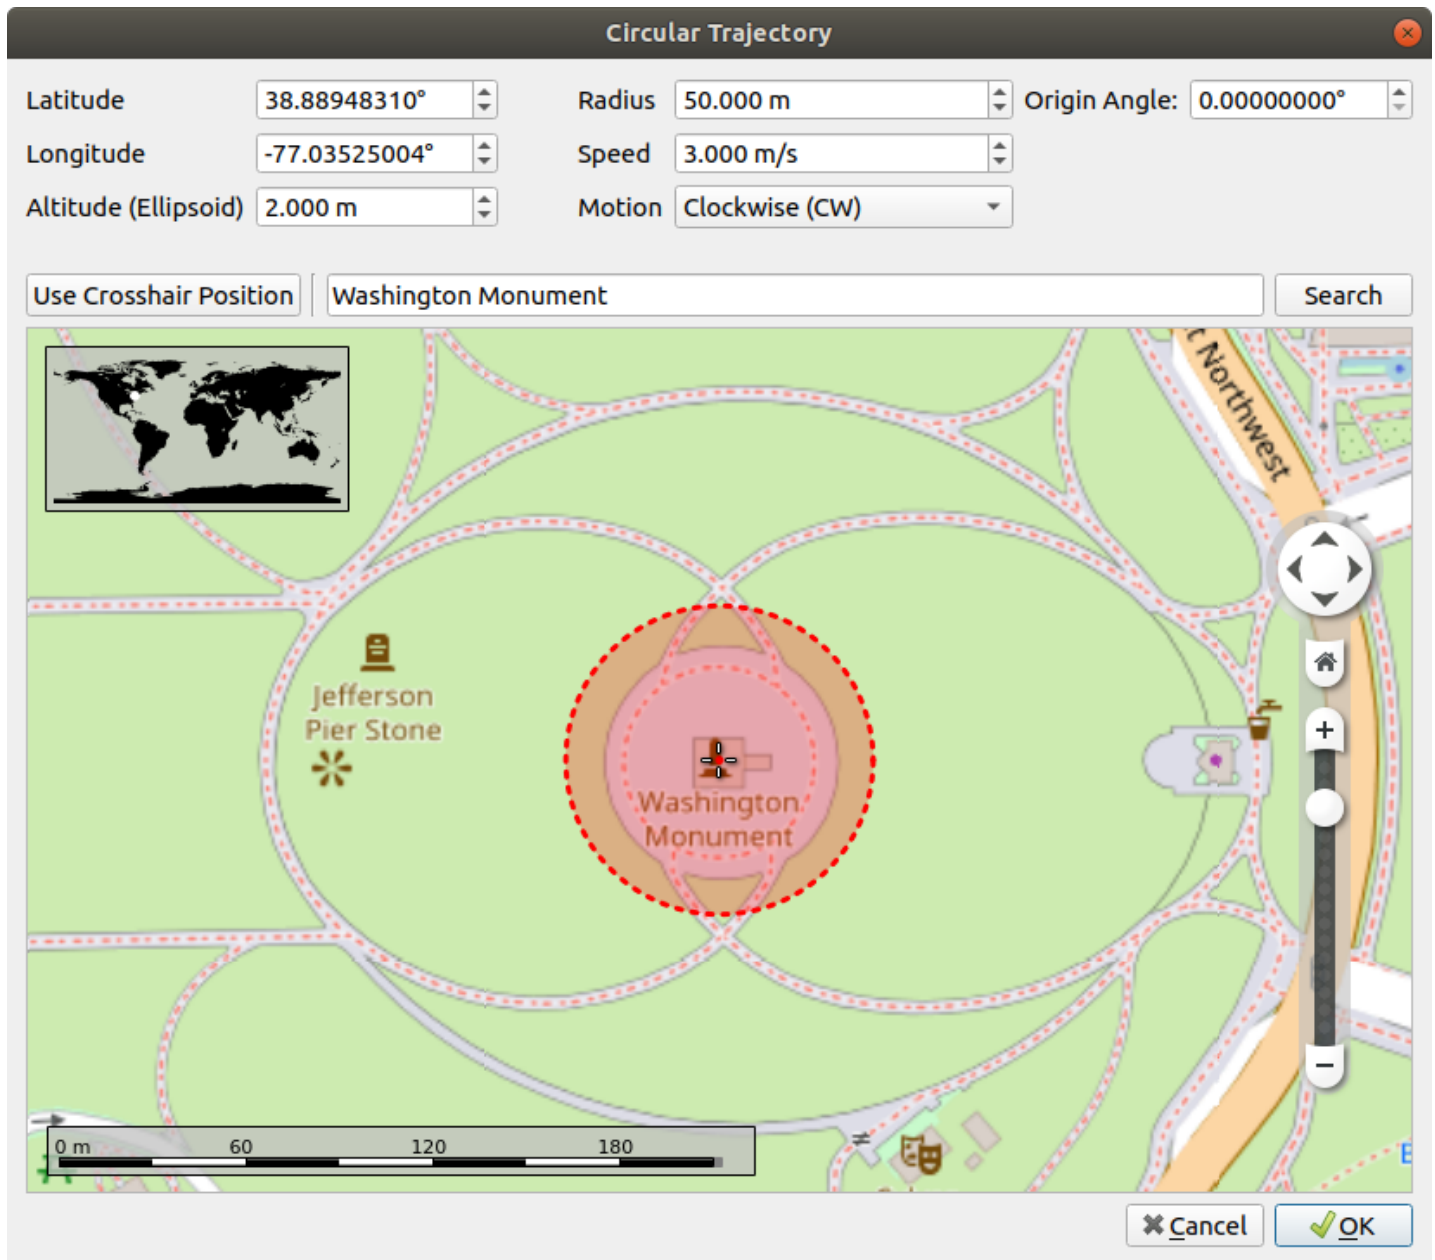 Circular Trajectory
Latitude 38.88948310° Radius 50.000 m Origin Angle: 0.00000000°
Longitude -77.03525004° Speed 3.000 m/s
Altitude (Ellipsoid) 2.000 m Motion Clockwise (CW)
Use Crosshair Position Washington Monument Search
t Northwest
Jefferson
Pier Stone
Washington
Monument
0 m 60 120 180
Cancel OK